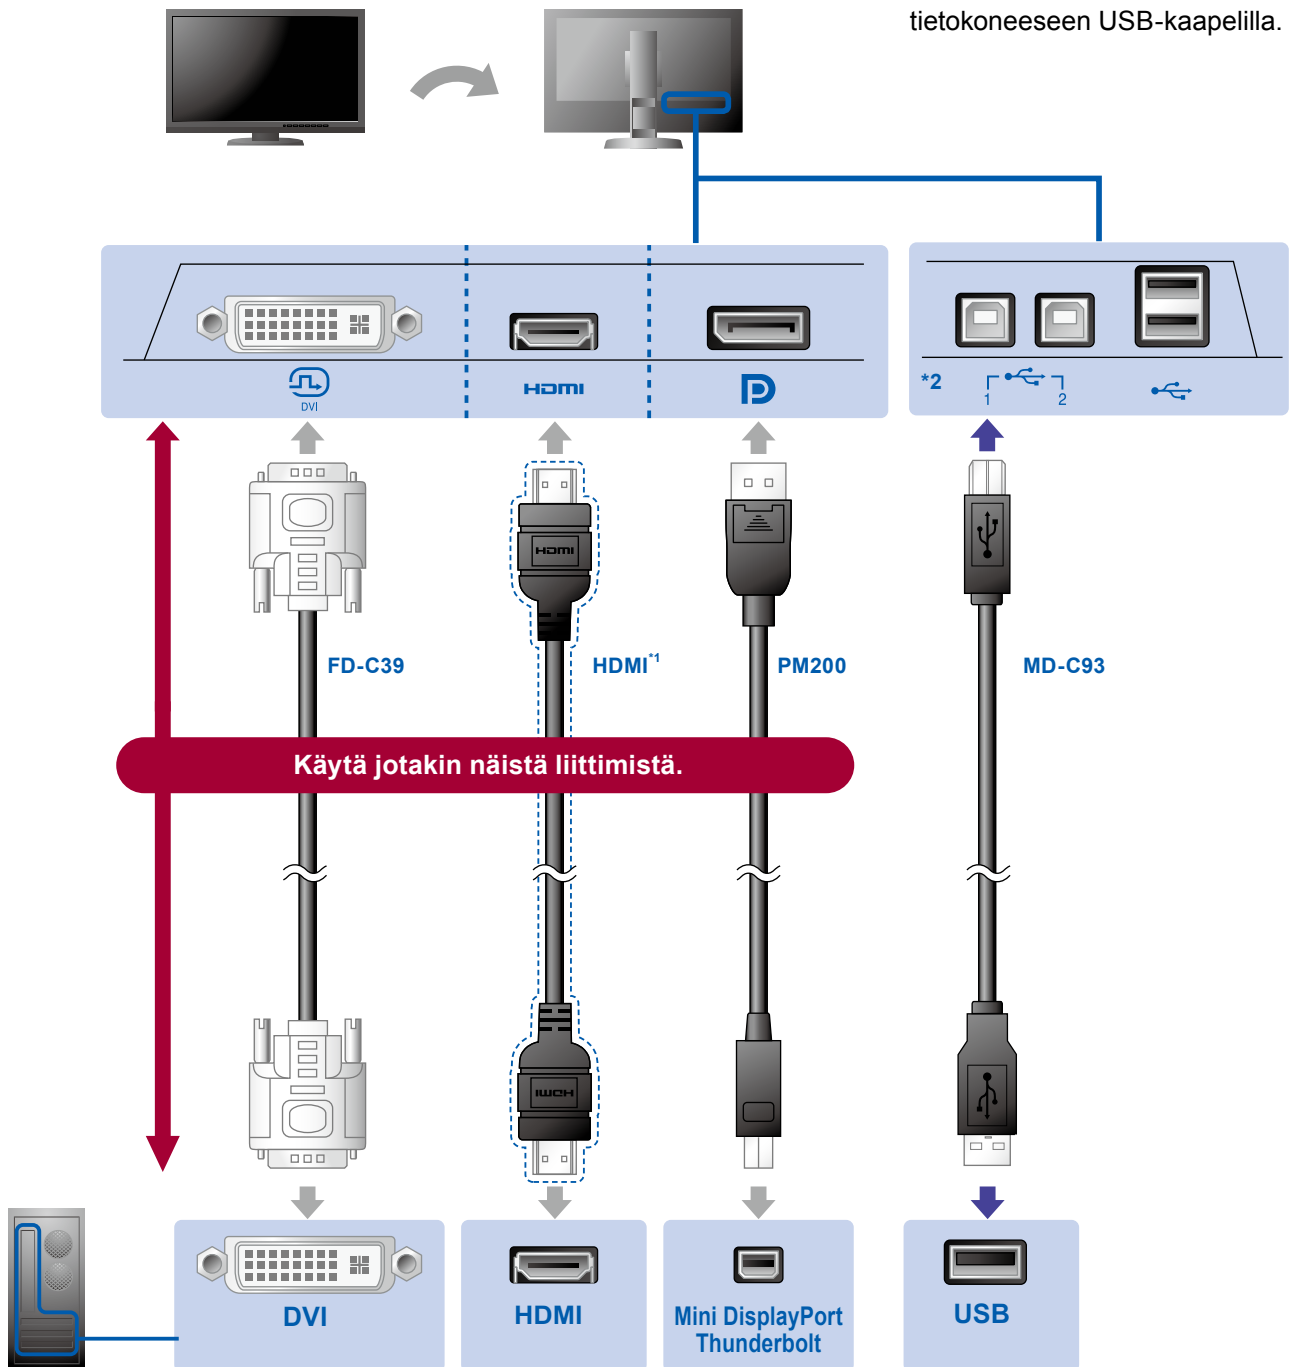 tietokoneeseen USB-kaapelilla.
DVI
HDMI
*2
1
2
HDMI
FD-C39
HDMI*1
PM200
MD-C93
Käytä jotakin näistä liittimistä.
HDMI
DVI
HDMI
Mini DisplayPort
Thunderbolt
USB